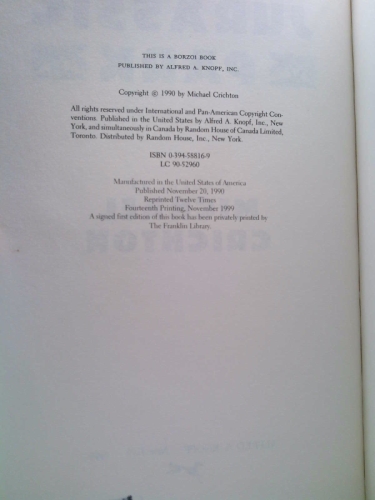 THIS IS A BORZOI BOOK
PUBLISHED BY ALFRED A. KNOPF, INC.
Copyright © 1990 by Michael Crichton
All rights reserved under International and Pan-American Copyright Con-
ventions. Published in the United States by Alfred A. Knopf, Inc., New
York, and simultaneously in Canada by Random House of Canada Limited,
Toronto. Distributed by Random House, Inc., New York.
ISBN 0-394-58816-9
LC 90-52960
Manufactured in the United States of America
Published November 20, 1990
Reprinted Twelve Times
Fourteenth Printing, November 1999
A signed first edition of this book has been privately printed by
The Franklin Library